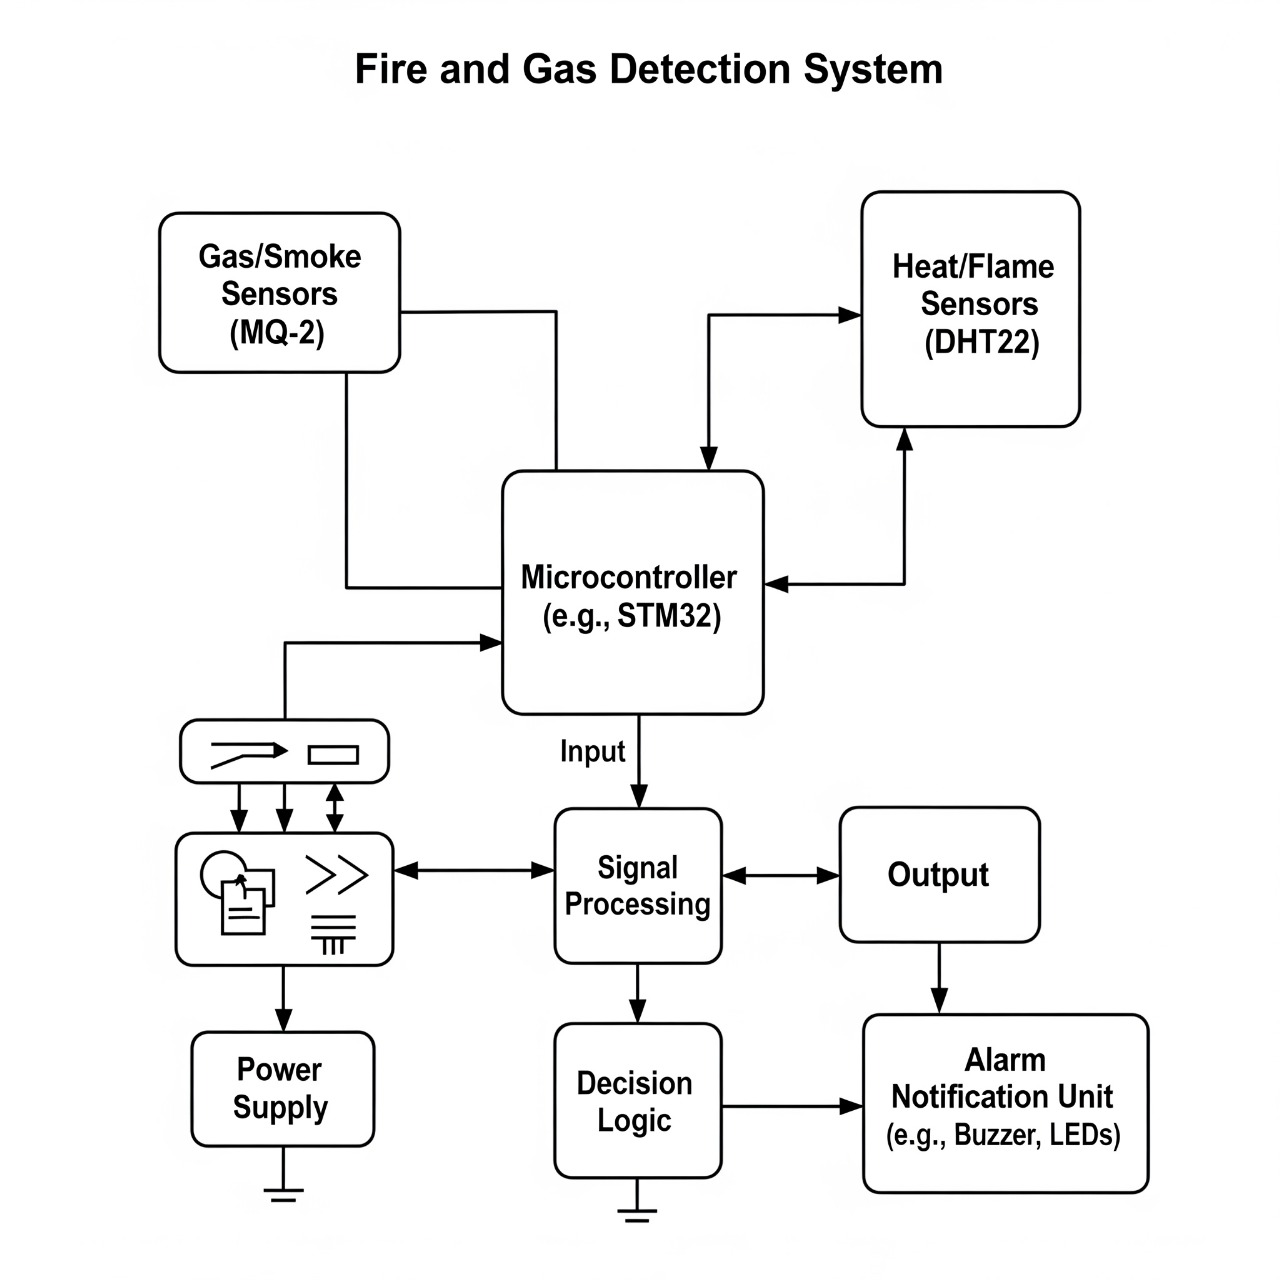 Fire and Gas Detection System
Gas/Smoke
Sensors
(MQ-2)
Heat/Flame
Sensors
(DHT22)
Microcontroller
(e.g., STM32)
Input
Signal
Processing
Output
Power
Supply
Decision
Logic
Alarm
Notification Unit
(e.g., Buzzer, LEDs)